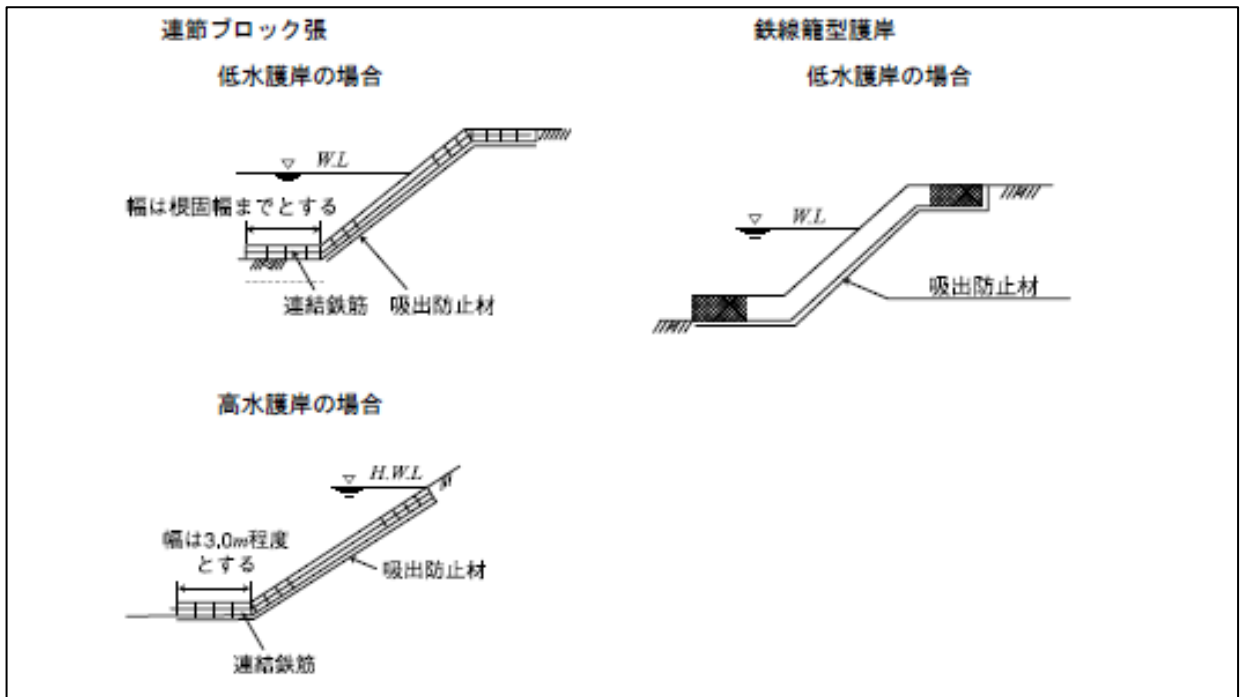 連節ブロック張
低水護岸の場合
W.L
幅は根固幅までとする
連結鉄筋
吸出防止材
鉄線籠型護岸
低水護岸の場合
W.L
吸出防止材
高水護岸の場合
H.W.L
幅は3.0m程度
とする
吸出防止材
連結鉄筋